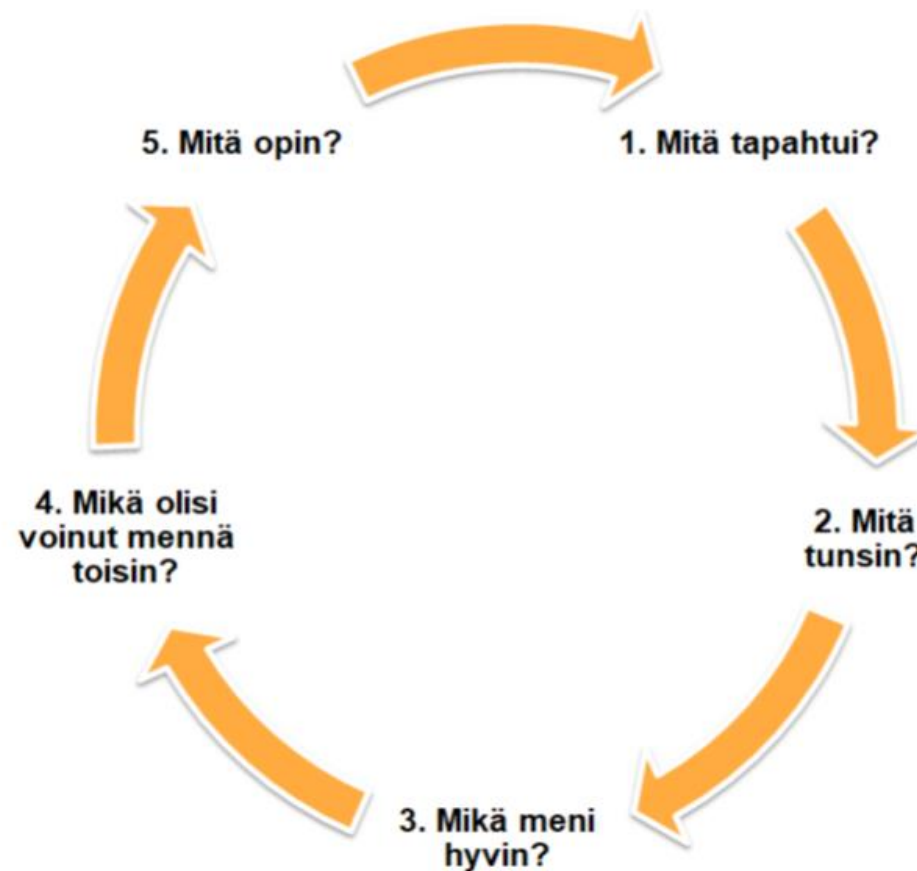 5. Mitä opin?
1. Mitä tapahtui?
2. Mitä
tunsin?
3. Mikä meni
hyvin?
4. Mikä olisi
voinut mennä
toisin?